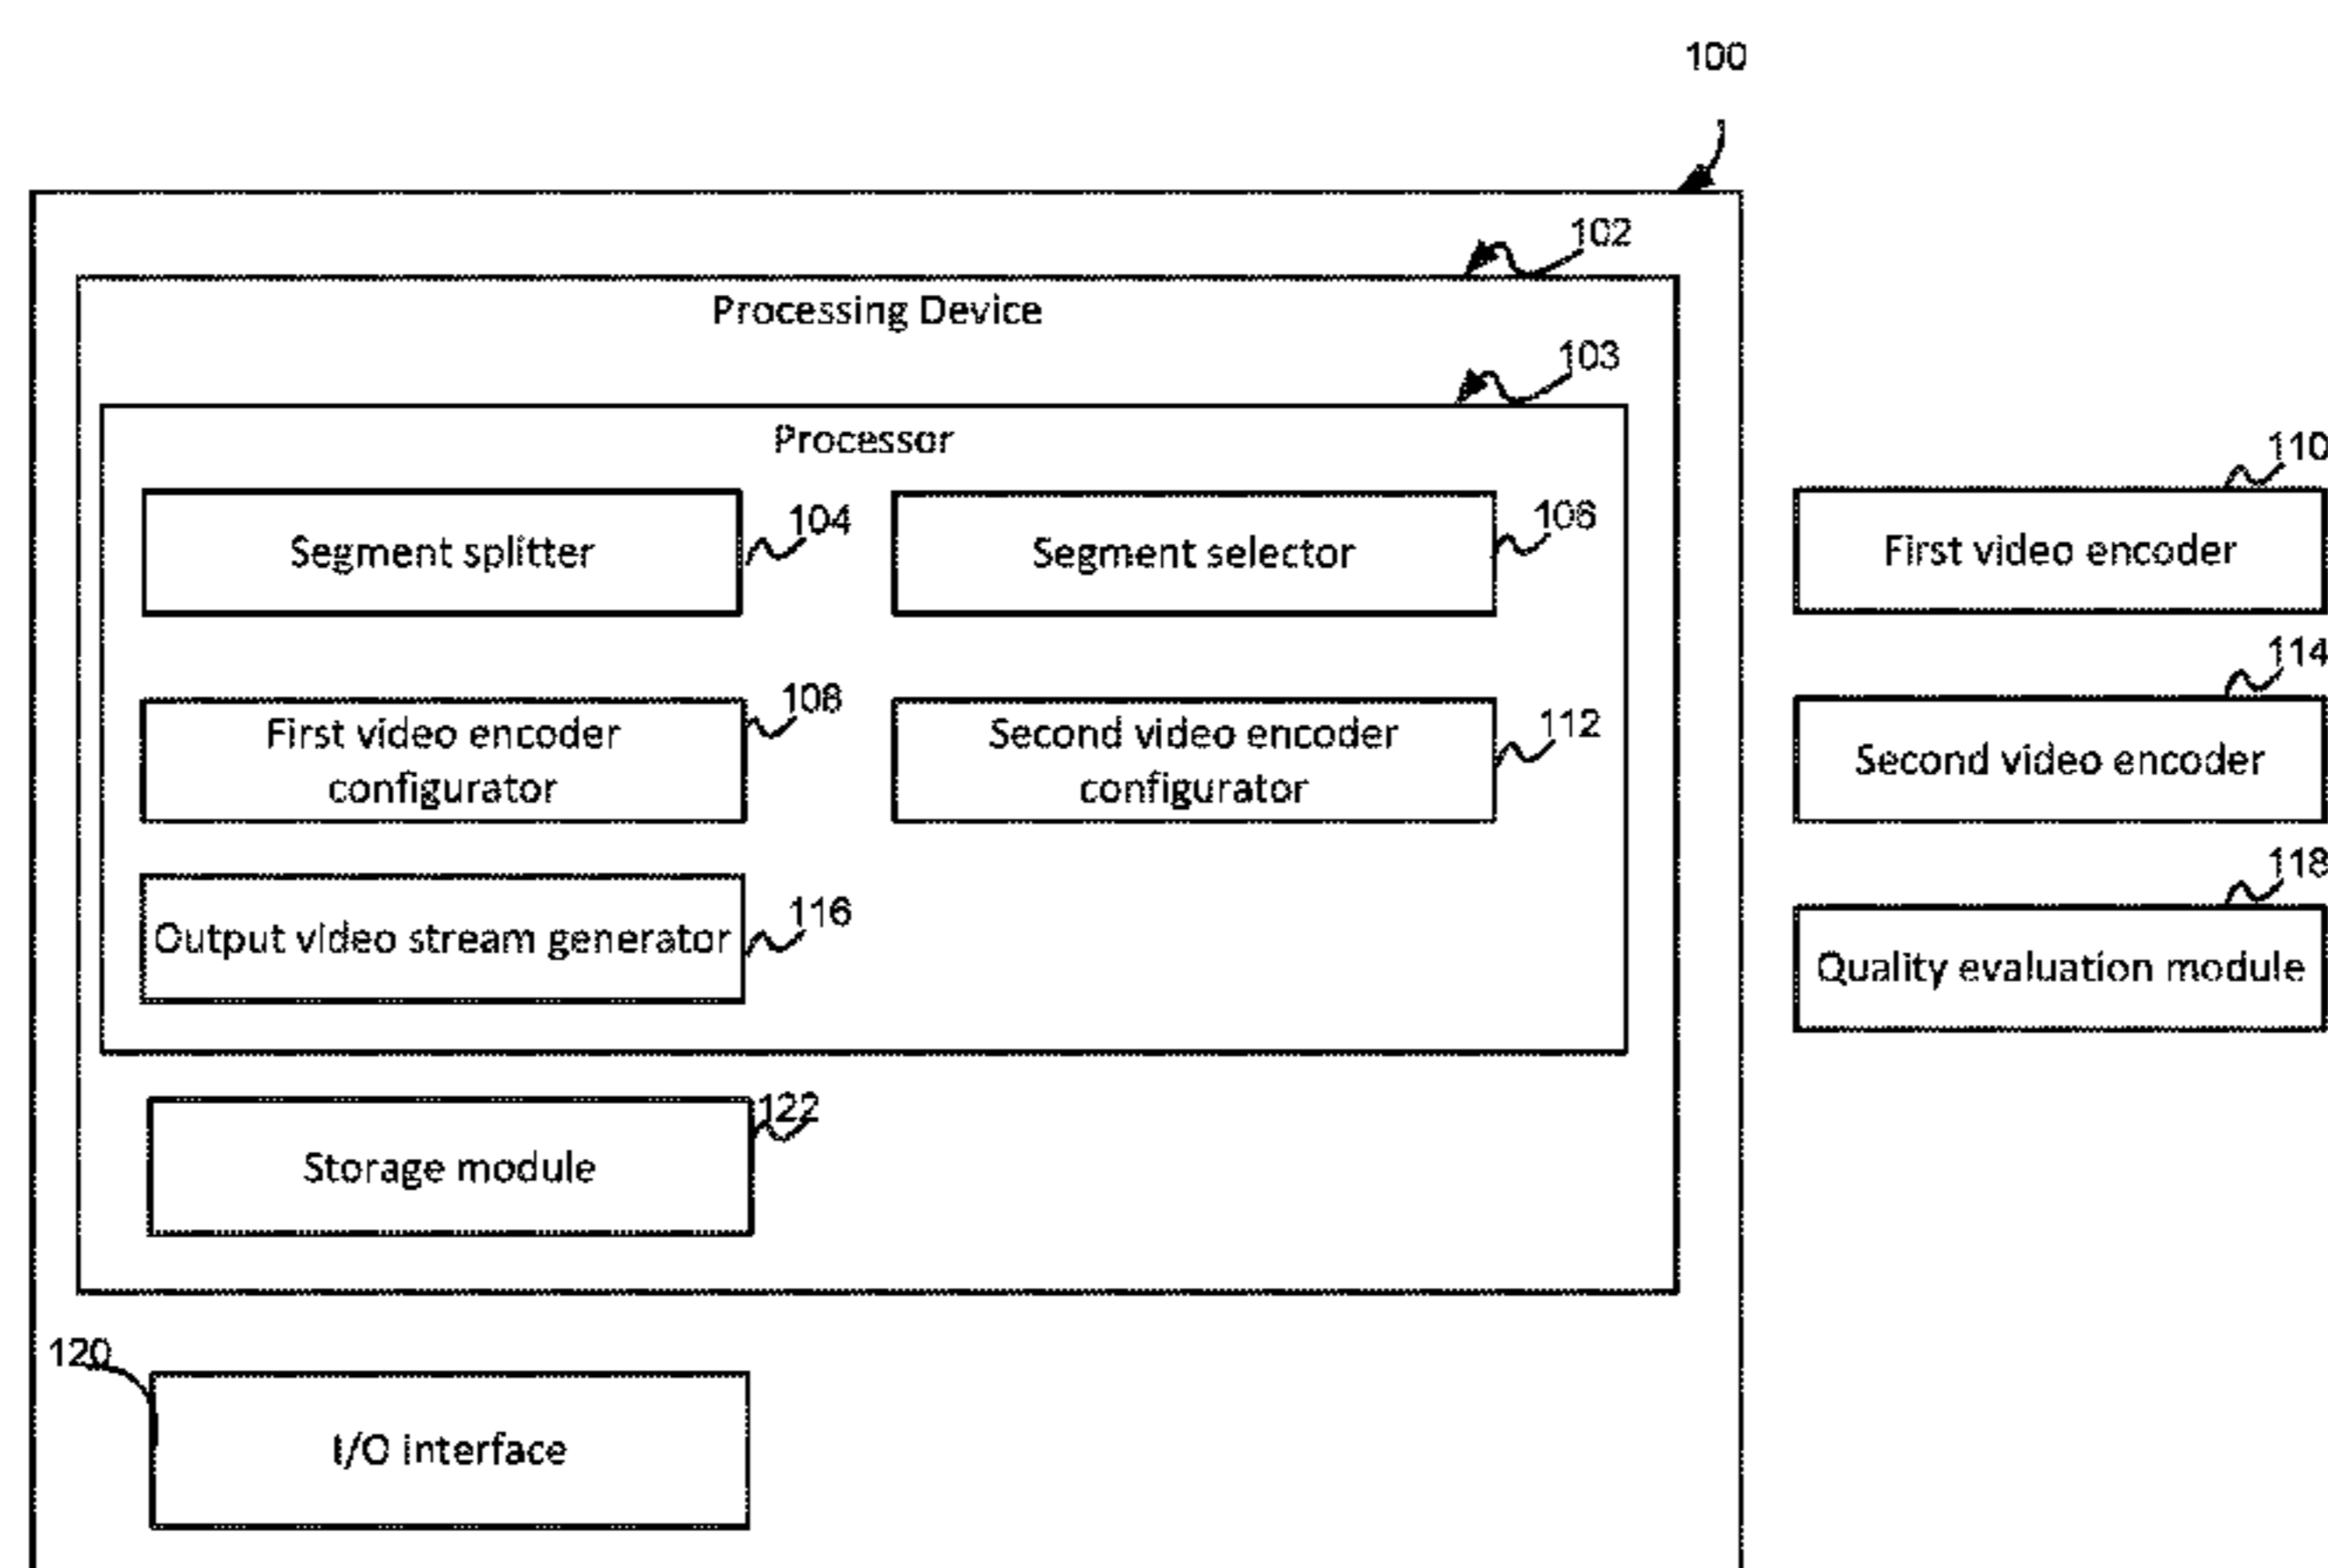 100
102
Processing Device
103
Processor
110
104
106
Segment splitter
Segment selector
First video encoder
114
108
112
First video encoder
configurator
Second video encoder
configurator
Second video encoder
118
116
Output video stream generator
Quality evaluation module
122
Storage module
120
I/O interface